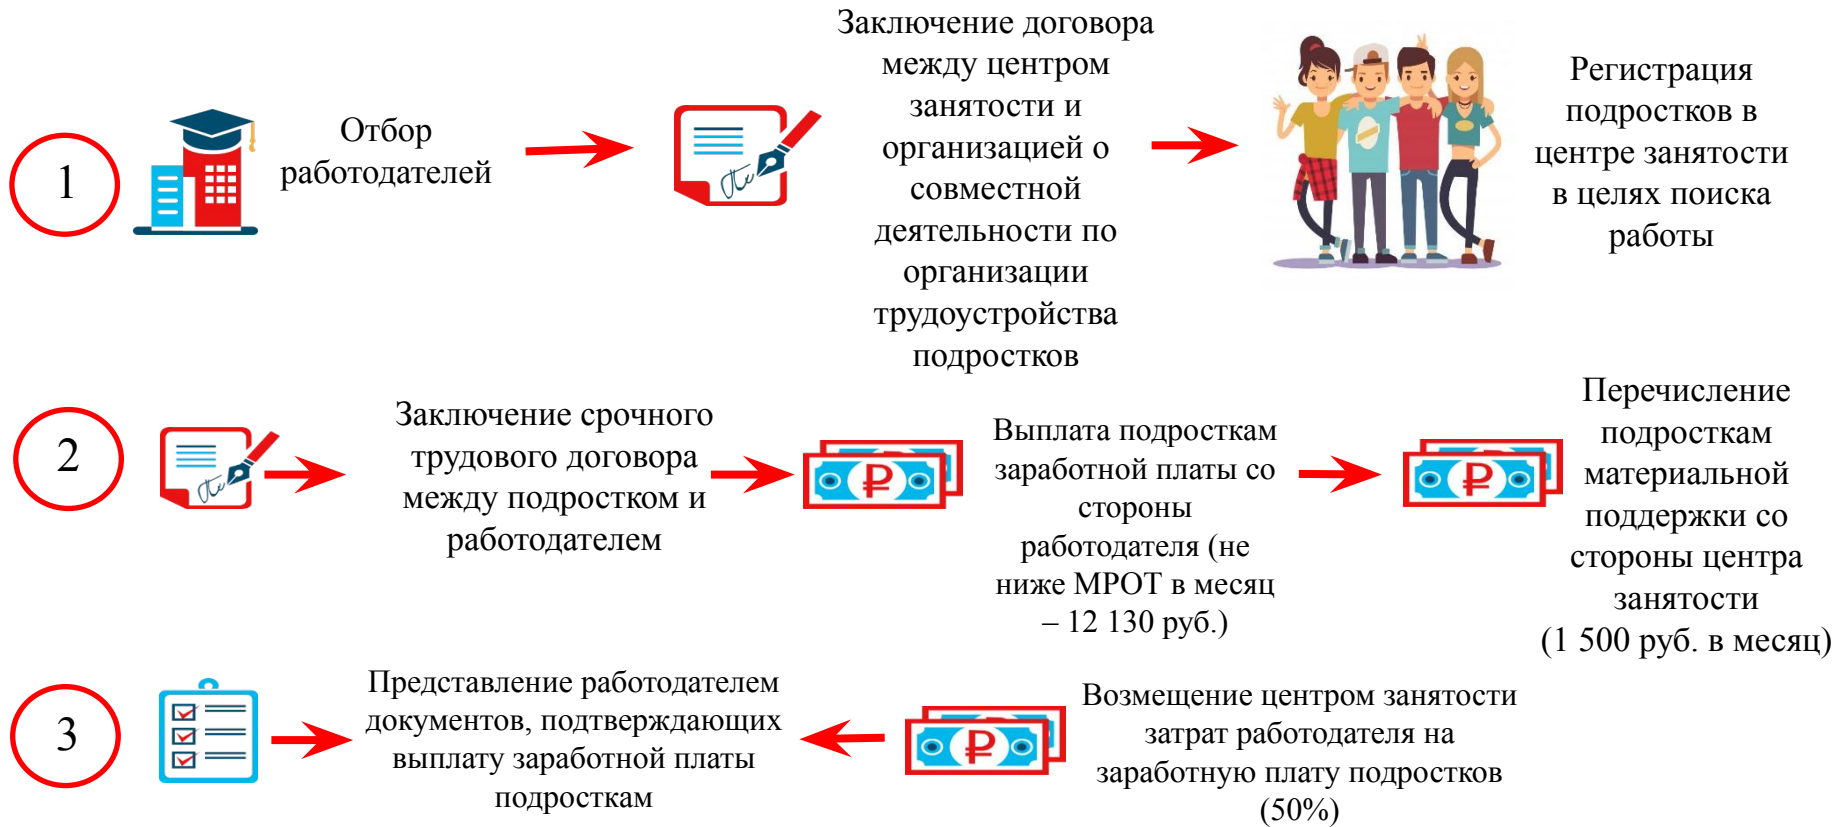 1
Отбор
работодателей
Заключение договора
между центром
занятости и
организацией о
совместной
деятельности по
организации
трудоустройства
подростков
Регистрация
подростков в
центре занятости
в целях поиска
работы
2
Заключение срочного
трудового договора
между подростком и
работодателем
Выплата подросткам
заработной платы со
стороны
работодателя (не
ниже МРОТ в месяц
– 12 130 руб.)
Перечисление
подросткам
материальной
поддержки со
стороны центра
занятости
(1 500 руб. в месяц)
3
Представление работодателем
документов, подтверждающих
выплату заработной платы
подросткам
Возмещение центром занятости
затрат работодателя на
заработную плату подростков
(50%)